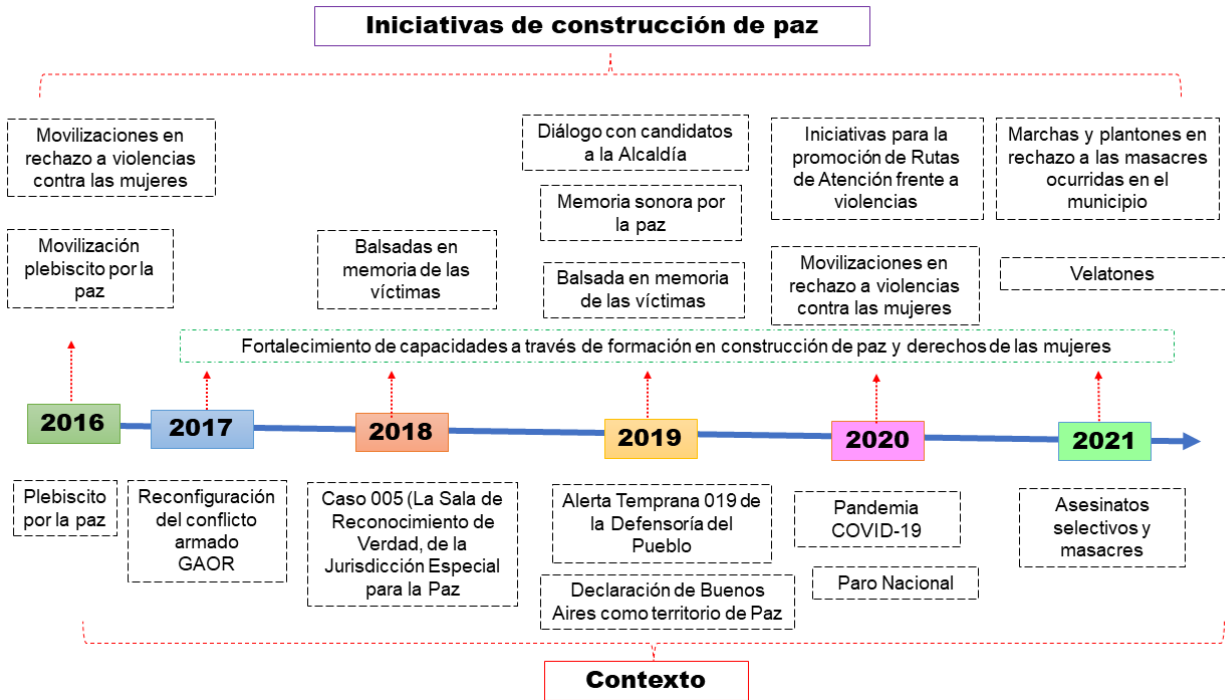 Iniciativas de construcción de paz
Movilizaciones en
rechazo a violencias
contra las mujeres
Movilización
plebiscito por la
paz
Balsadas en
memoria de las
víctimas
Diálogo con candidatos
a la Alcaldía
Memoria sonora por
la paz
Balsada en memoria
de las víctimas
Iniciativas para la
promoción de Rutas
de Atención frente a
violencias
Movilizaciones en
rechazo a violencias
contra las mujeres
Marchas y plantones en
rechazo a las masacres
ocurridas en el
municipio
Velatones
Fortalecimiento de capacidades a través de formación en construcción de paz y derechos de las mujeres
2016
2017
2018
2019
2020
2021
Plebiscito
por la paz
Reconfiguración
del conflicto
armado
GAOR
Caso 005 (La Sala de
Reconocimiento de
Verdad, de la
Jurisdicción Especial
para la Paz
Alerta Temprana 019 de
la Defensoría del
Pueblo
Declaración de Buenos
Aires como territorio de Paz
Pandemia
COVID-19
Paro Nacional
Asesinatos
selectivos y
masacres
Contexto